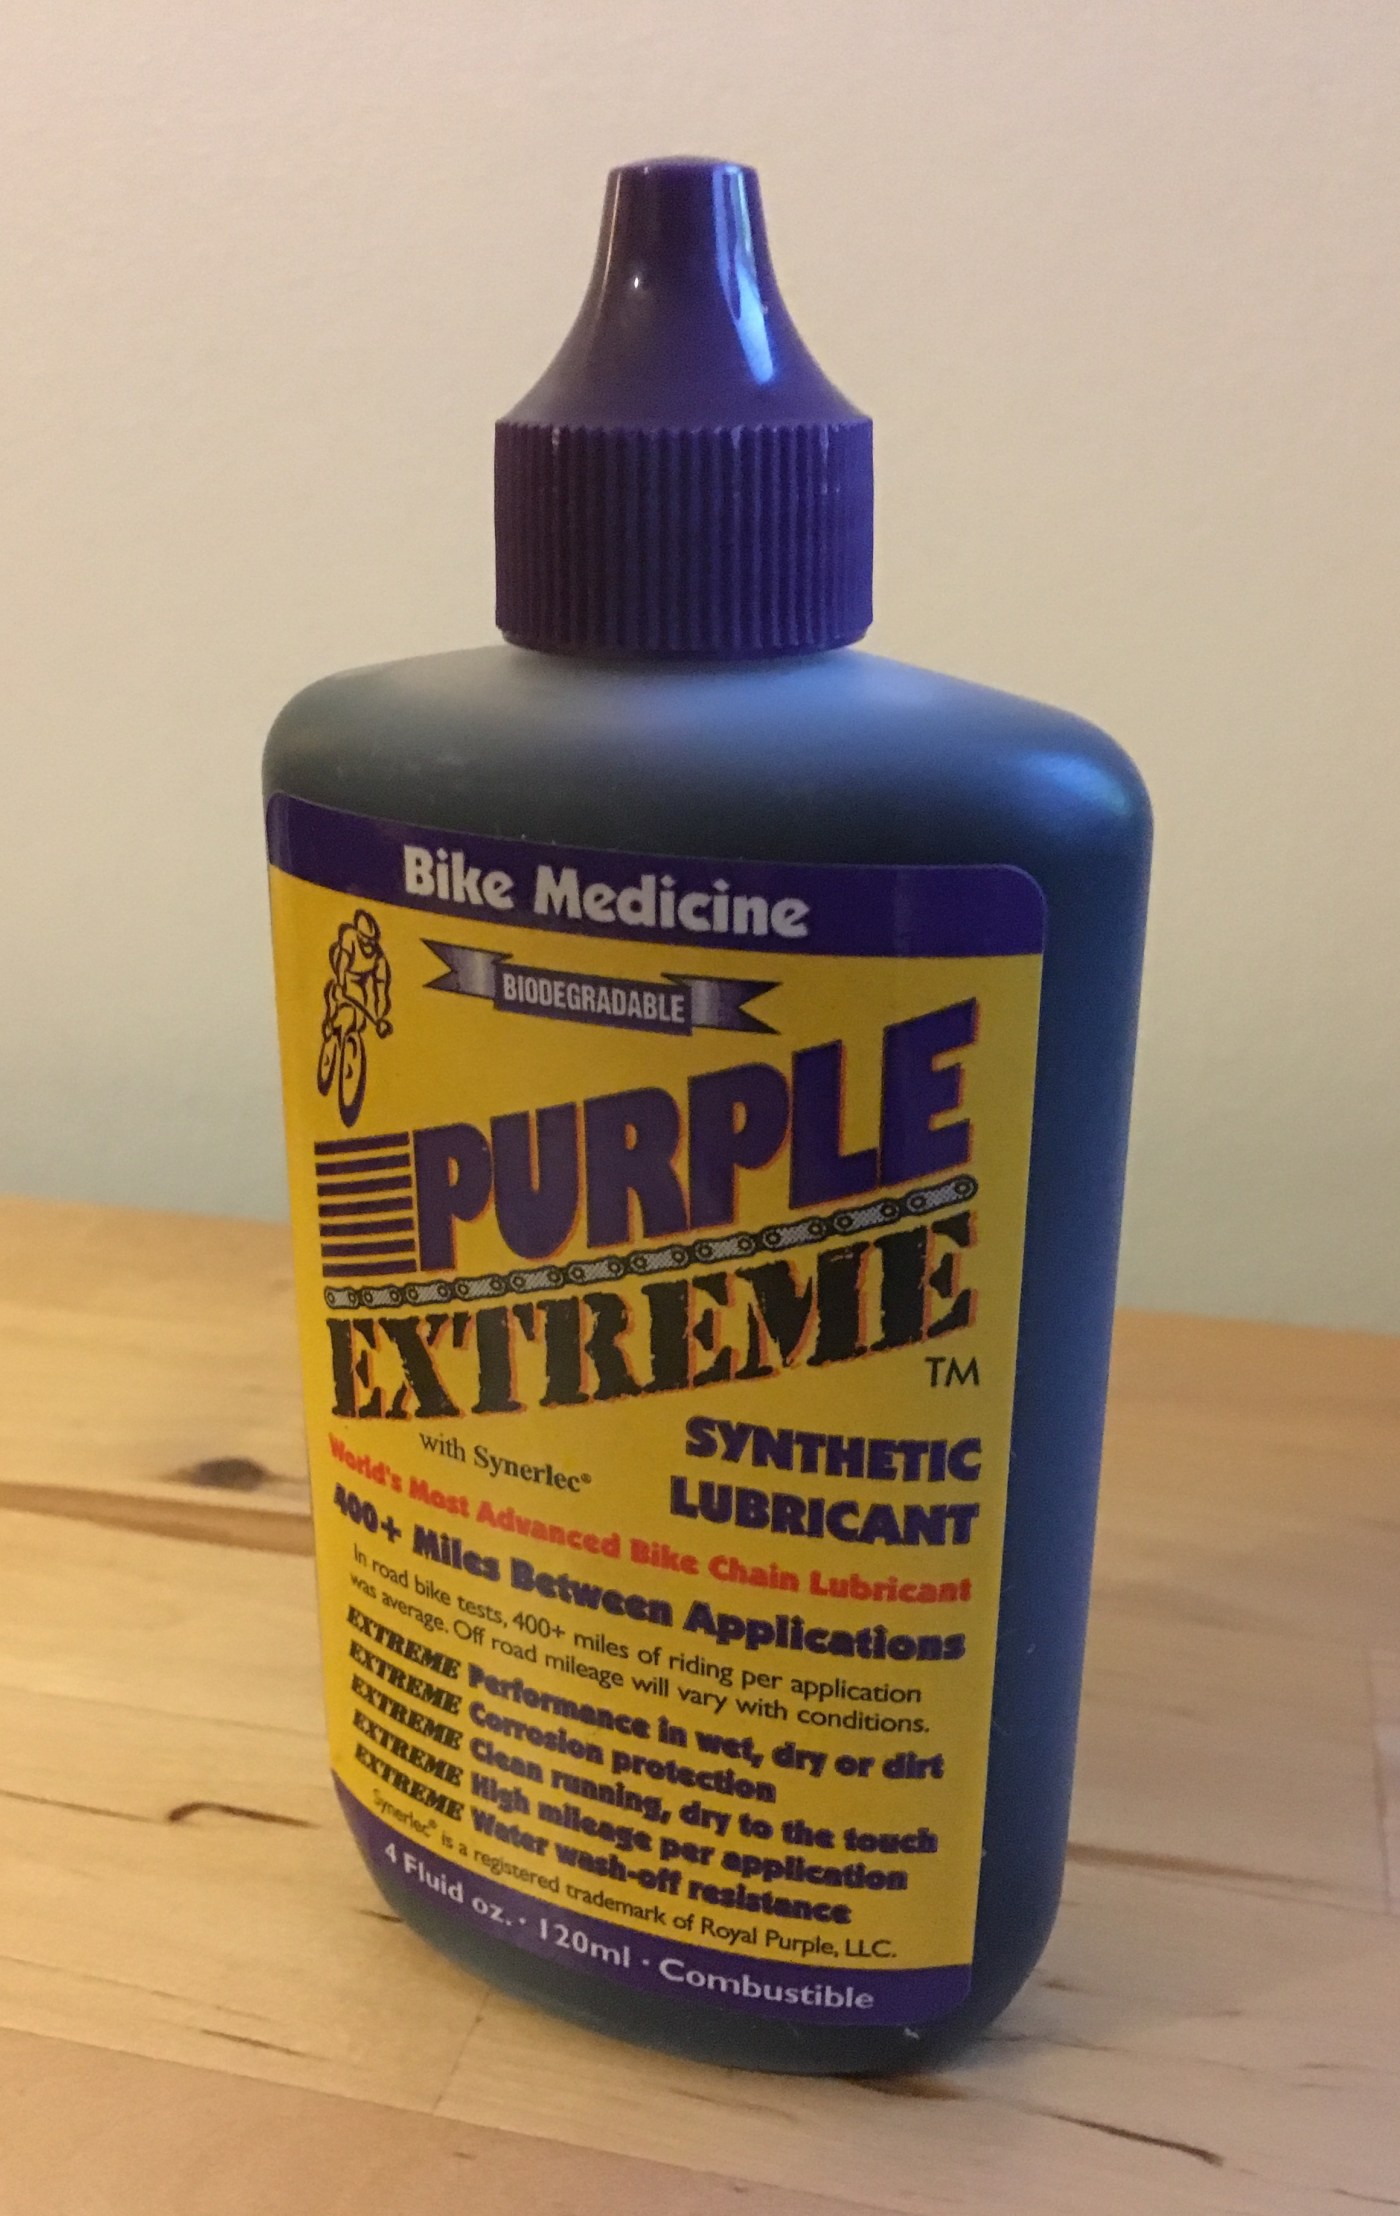 Bike Medicine
BIODEGRADABLE
PURPLE
EXTREME
TM
with Synerlec®
SYNTHETIC
LUBRICANT
World's Most Advanced Bike Chain Lubricant
400+ Miles Between Applications
In road bike tests, 400+ miles of riding per application
was average. Off road mileage will vary with conditions.
EXTREME Performance in wet, dry or dirt
EXTREME Corrosion protection
EXTREME Clean running, dry to the touch
EXTREME High mileage per application
EXTREME Water wash-off resistance
Synerlec® is a registered trademark of Royal Purple, LLC.
4 Fluid oz. · 120ml · Combustible